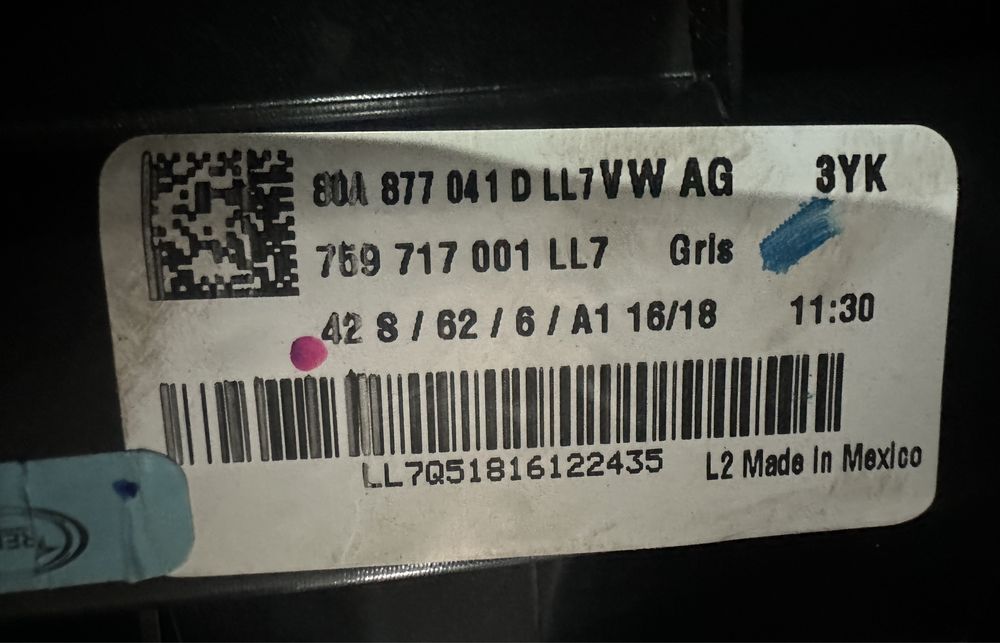 80A 877 041 D LL7 VW AG 3YK
759 717 001 LL7 Gris
42 S / 62 / 6 / A1 16/18 11:30
LL7Q51816122435 L2 Made in Mexico